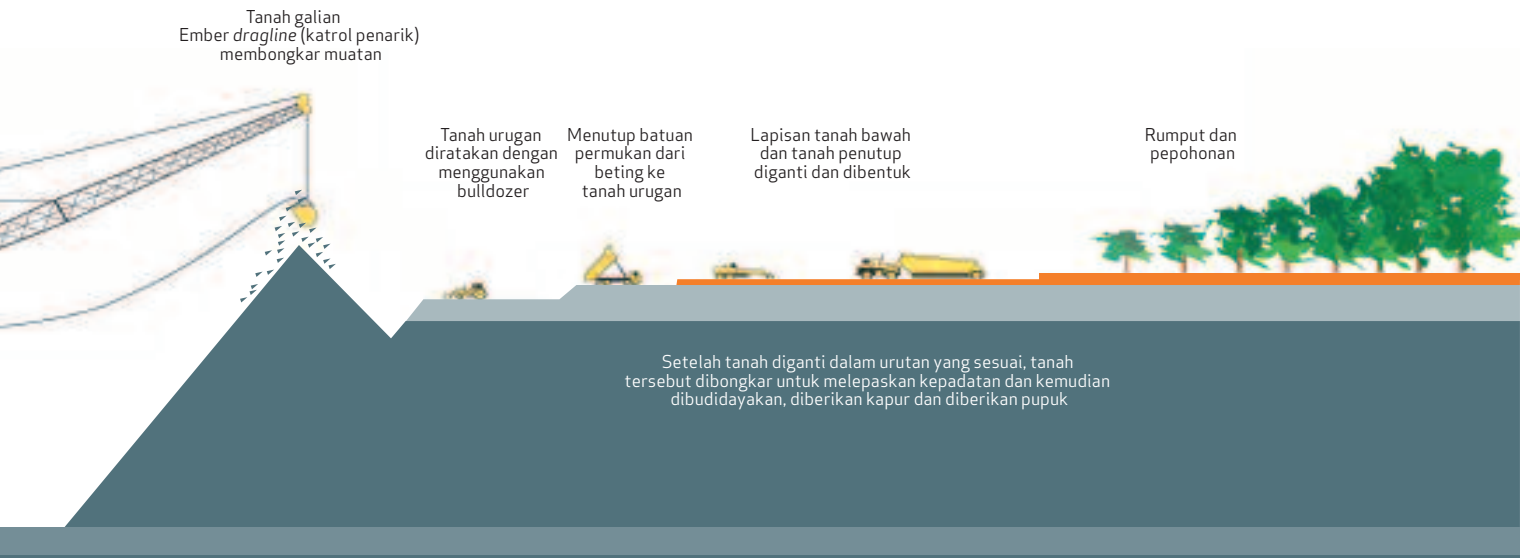 Tanah galian
Ember dragline (katrol penarik)
membongkar muatan
Tanah urugan
diratakan dengan
menggunakan
bulldozer
Menutup batuan
permukan dari
beting ke
tanah urugan
Lapisan tanah bawah
dan tanah penutup
diganti dan dibentuk
Rumput dan
pepohonan
Setelah tanah diganti dalam urutan yang sesuai, tanah
tersebut dibongkar untuk melepaskan kepadatan dan kemudian
dibudidayakan, diberikan kapur dan diberikan pupuk